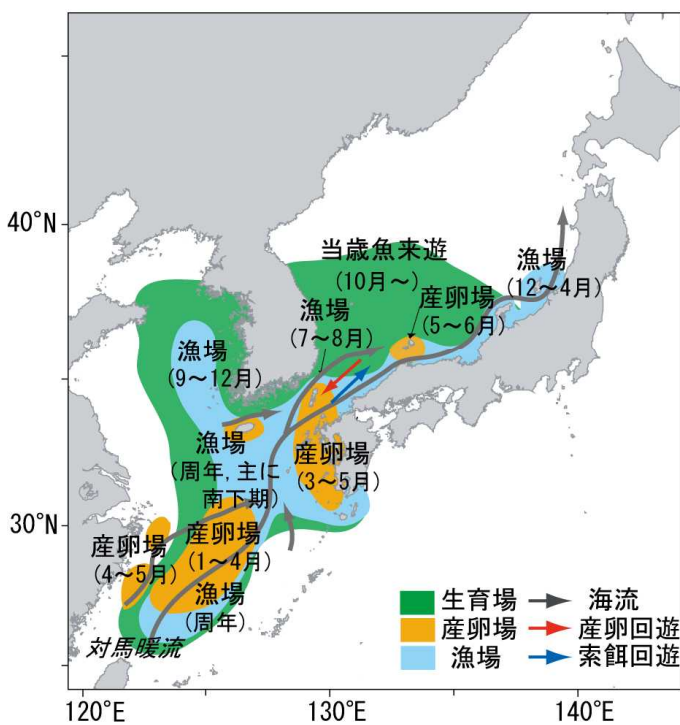 40°N
30°N
120°E
130°E
140°E
当歳魚来遊
(10月～)
漁場
(12～4月)
漁場
(7～8月)
産卵場
(5～6月)
漁場
(9～12月)
漁場
(周年,主に
南下期)
産卵場
(3～5月)
産卵場
(4～5月)
産卵場
(1～4月)
漁場
(周年)
対馬暖流
生育場
海流
産卵場
産卵回遊
漁場
索餌回遊